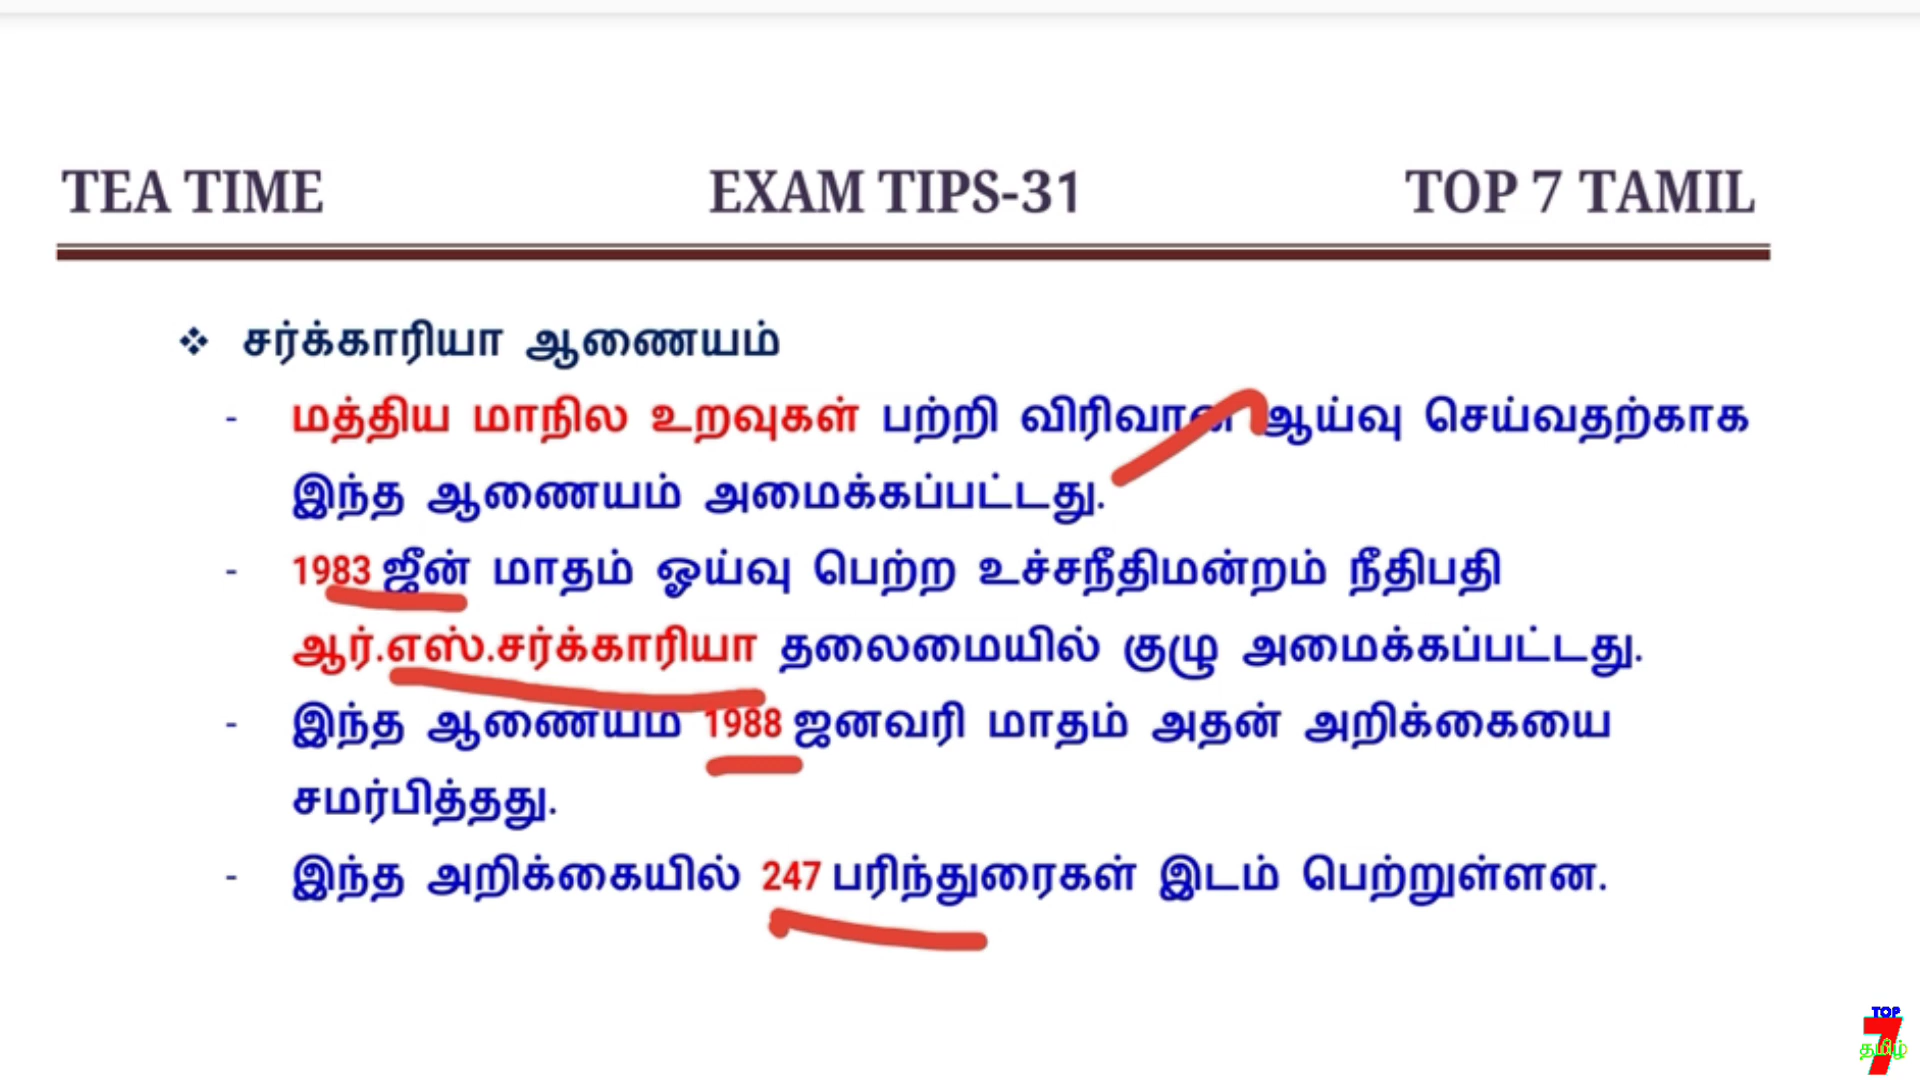 TEA TIME EXAM TIPS-31 TOP 7 TAMIL
❖ சர்க்காரியா ஆணையம்
- மத்திய மாநில உறவுகள் பற்றி விரிவான ஆய்வு செய்வதற்காக
இந்த ஆணையம் அமைக்கப்பட்டது.
- 1983 ஜீன் மாதம் ஓய்வு பெற்ற உச்சநீதிமன்றம் நீதிபதி
ஆர்.எஸ்.சர்க்காரியா தலைமையில் குழு அமைக்கப்பட்டது.
- இந்த ஆணையம் 1988 ஜனவரி மாதம் அதன் அறிக்கையை
சமர்பித்தது.
- இந்த அறிக்கையில் 247 பரிந்துரைகள் இடம் பெற்றுள்ளன.
TOP
7
தமிழ்